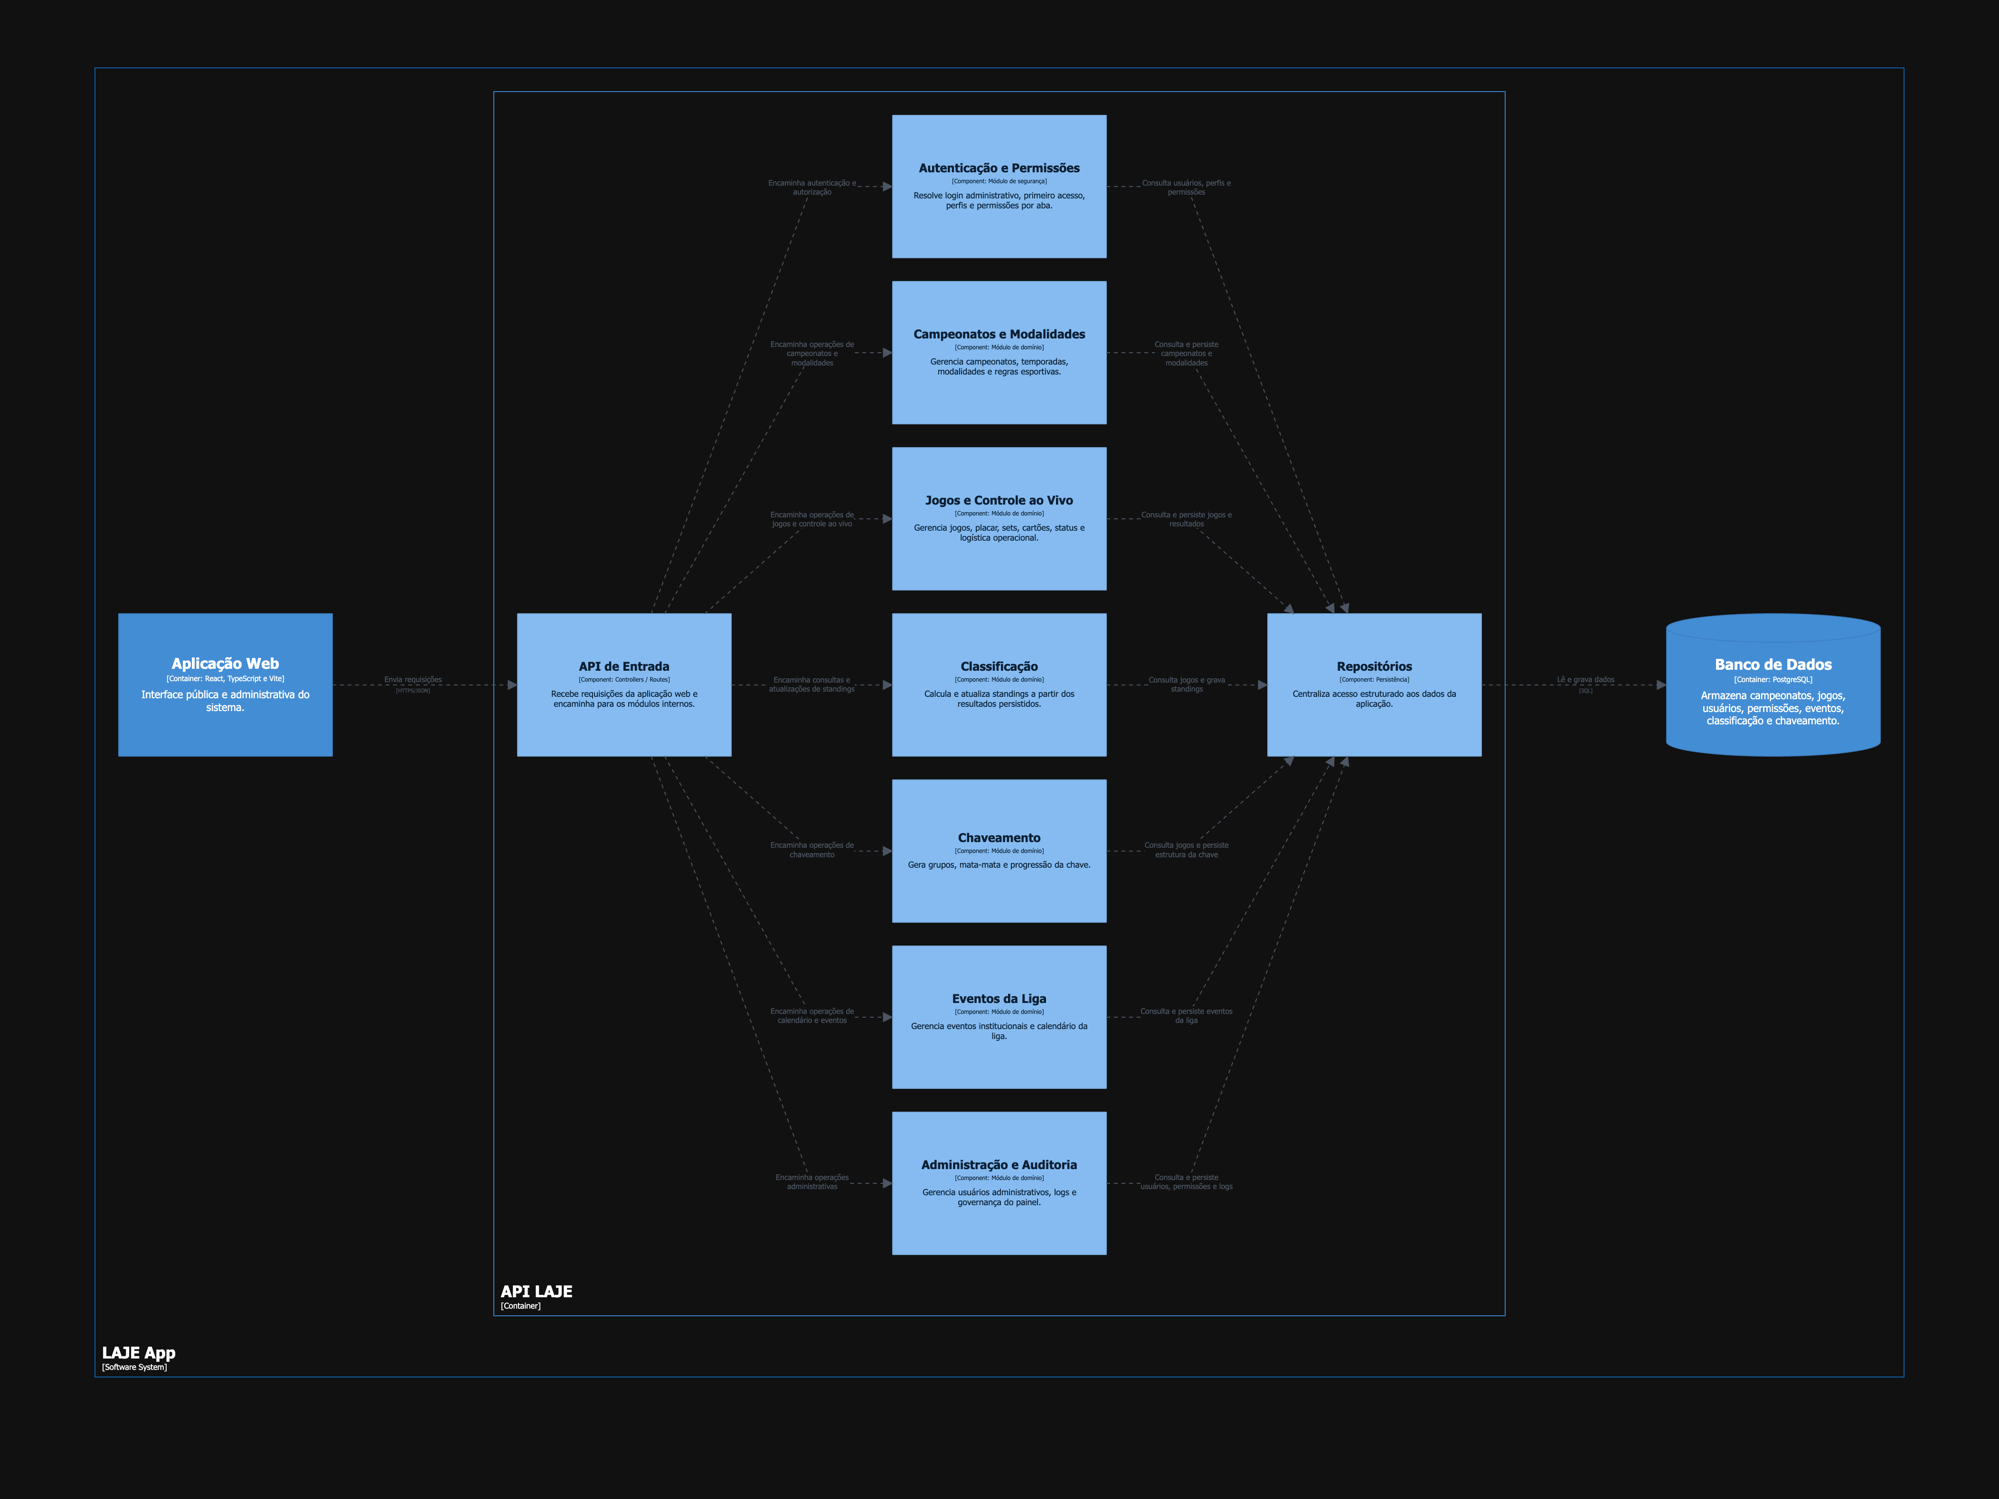 Autenticação e Permissões
[Component: Módulo de segurança]
Resolve login administrativo, primeiro acesso,
perfis e permissões por aba.
Encaminha autenticação e
autorização
Consulta usuários, perfis e
permissões
Campeonatos e Modalidades
[Component: Módulo de domínio]
Gerencia campeonatos, temporadas,
modalidades e regras esportivas.
Encaminha operações de
campeonatos e
modalidades
Consulta e persiste
campeonatos e
modalidades
Jogos e Controle ao Vivo
[Component: Módulo de domínio]
Gerencia jogos, placar, sets, cartões, status e
logística operacional.
Encaminha operações de
jogos e controle ao vivo
Consulta e persiste jogos e
resultados
Aplicação Web
[Container: React, TypeScript e Vite]
Interface pública e administrativa do
sistema.
Envia requisições
[HTTPS/JSON]
API de Entrada
[Component: Controllers / Routes]
Recebe requisições da aplicação web e
encaminha para os módulos internos.
Encaminha consultas e
atualizações de standings
Classificação
[Component: Módulo de domínio]
Calcula e atualiza standings a partir dos
resultados persistidos.
Consulta jogos e grava
standings
Repositórios
[Component: Persistência]
Centraliza acesso estruturado aos dados da
aplicação.
Lê e grava dados
[SQL]
Banco de Dados
[Container: PostgreSQL]
Armazena campeonatos, jogos,
usuários, permissões, eventos,
classificação e chaveamento.
Encaminha operações de
chaveamento
Chaveamento
[Component: Módulo de domínio]
Gera grupos, mata-mata e progressão da chave.
Consulta jogos e persiste
estrutura da chave
Encaminha operações de
calendário e eventos
Eventos da Liga
[Component: Módulo de domínio]
Gerencia eventos institucionais e calendário da
liga.
Consulta e persiste eventos
da liga
Encaminha operações
administrativas
Administração e Auditoria
[Component: Módulo de domínio]
Gerencia usuários administrativos, logs e
governança do painel.
Consulta e persiste
usuários, permissões e logs
API LAJE
[Container]
LAJE App
[Software System]